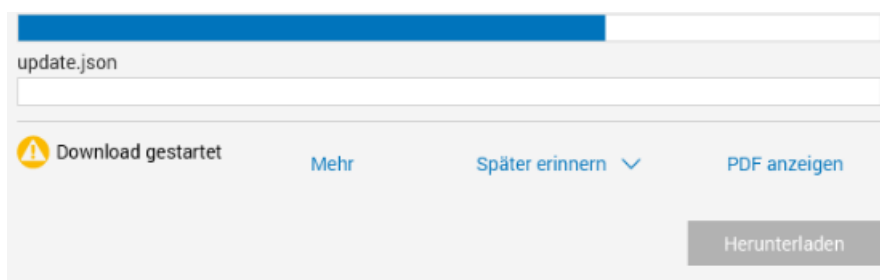 update.json
Download gestartet
Mehr
Später erinnern
PDF anzeigen
Herunterladen